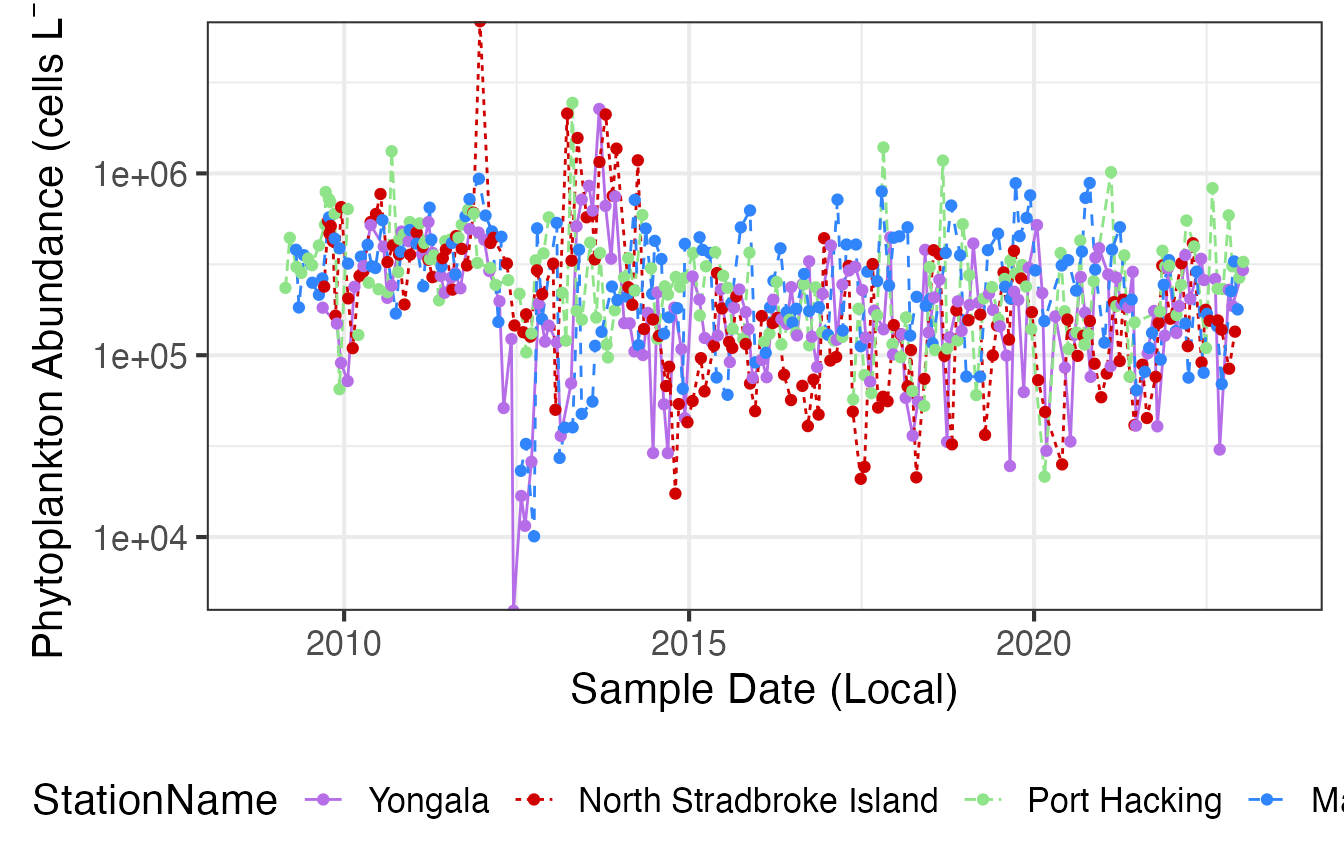 Phytoplankton Abundance (cells L⁻
1e+06
1e+05
1e+04
2010 2015 2020
Sample Date (Local)
StationName Yongala North Stradbroke Island Port Hacking